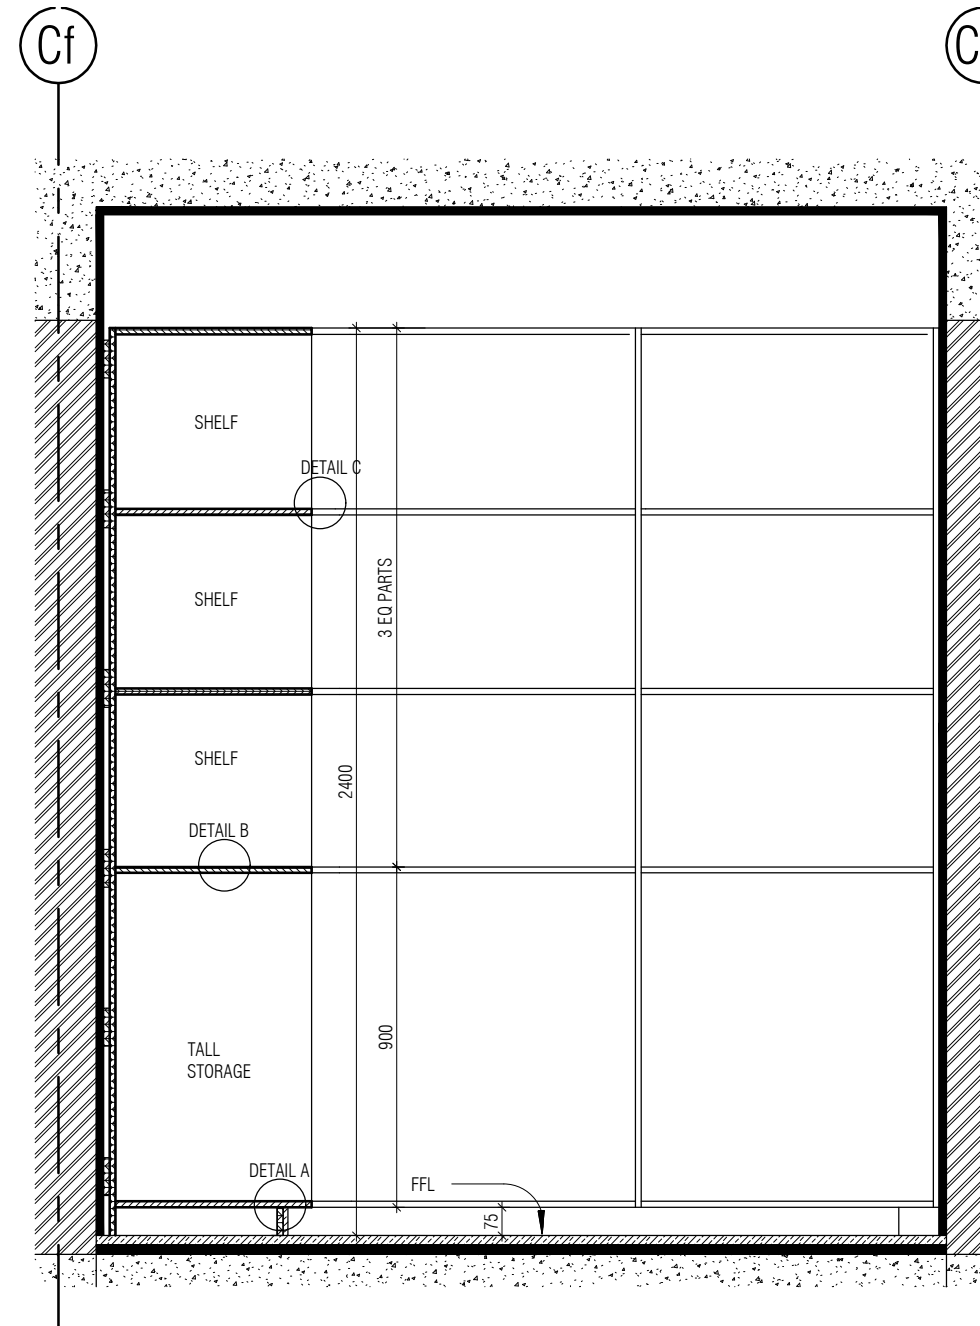 Cf
C
SHELF
DETAIL C
3 EQ PARTS
SHELF
SHELF
2400
DETAIL B
900
TALL
STORAGE
DETAIL A
FFL
75